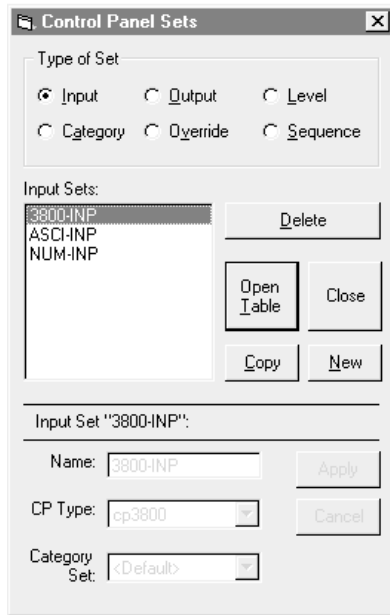 Control Panel Sets
Type of Set
Input Output Level
Category Override Sequence
Input Sets:
3800-INP
ASCI-INP
NUM-INP
Delete
Open Table
Close
Copy
New
Input Set "3800-INP":
Name: 3800-INP
Apply
CP Type: cp3800
Cancel
Category Set: <Default>